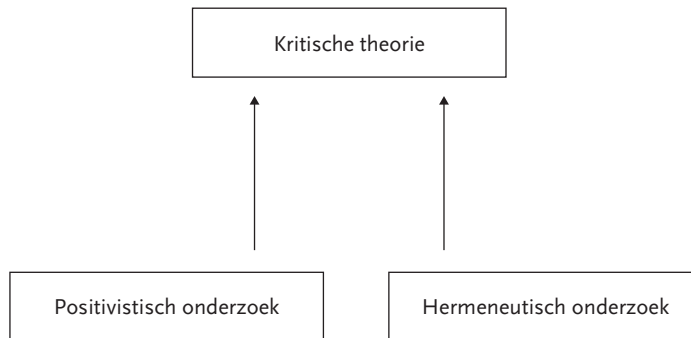 Kritische theorie
Positivistisch onderzoek
Hermeneutisch onderzoek